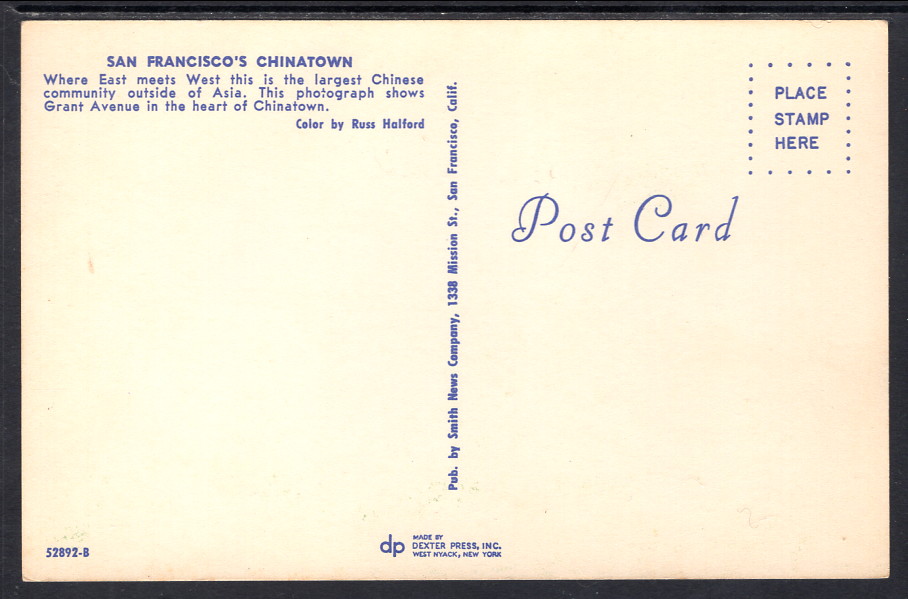 SAN FRANCISCO'S CHINATOWN
Where East meets West this is the largest Chinese
community outside of Asia. This photograph shows
Grant Avenue in the heart of Chinatown.
Color by Russ Halford
Pub. by Smith News Company, 1338 Mission St., San Francisco, Calif.
PLACE
STAMP
HERE
Post Card
52892-B
dp
MADE BY
DEXTER PRESS, INC.
WEST NYACK, NEW YORK